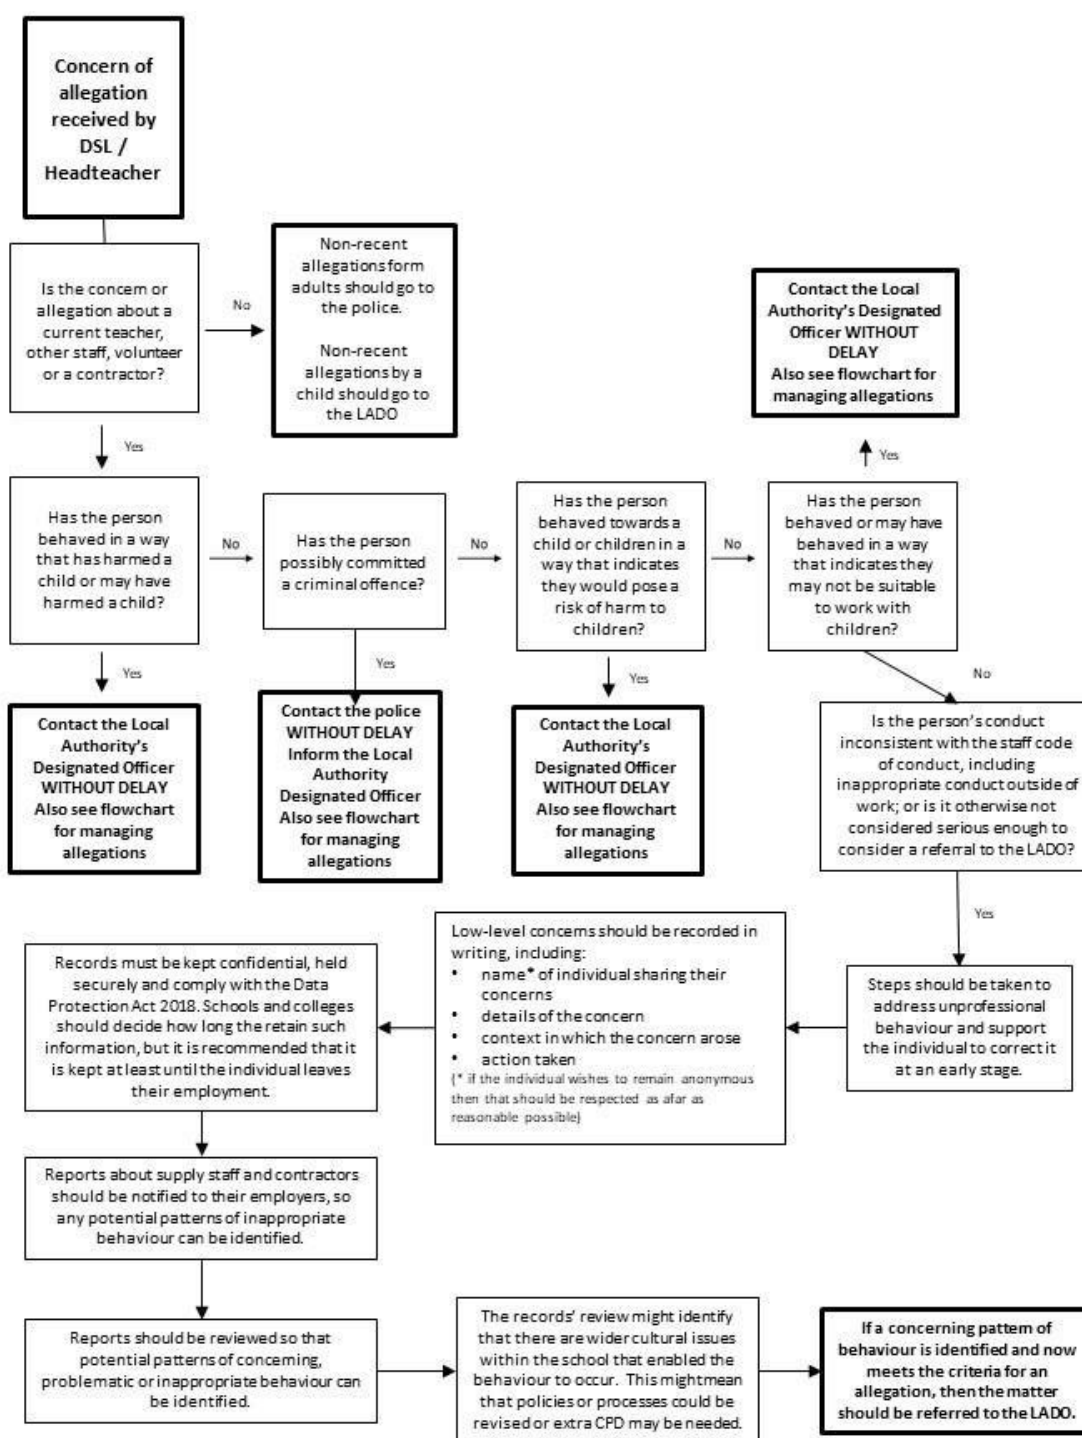 Concern of
allegation
received by
DSL /
Headteacher
Is the concern or
allegation about a
current teacher,
other staff, volunteer
or a contractor?
No
Non-recent
allegations form
adults should go to
the police.
Non-recent
allegations by a
child should go to
the LADO
Contact the Local
Authority's Designated
Officer WITHOUT
DELAY
Also see flowchart for
managing allegations
Yes
Yes
Has the person
behaved in a way
that has harmed a
child or may have
harmed a child?
No
Has the person
possibly committed
a criminal offence?
No
Has the person
behaved towards a
child or children in a
way that indicates
they would pose a
risk of harm to
children?
No
Has the person
behaved or may have
behaved in a way
that indicates they
may not be suitable
to work with
children?
Yes
Yes
Yes
No
Contact the Local
Authority's
Designated Officer
WITHOUT DELAY
Also see flowchart
for managing
allegations
Contact the police
WITHOUT DELAY
Inform the Local
Authority
Designated Officer
Also see flowchart
for managing
allegations
Contact the Local
Authority's
Designated Officer
WITHOUT DELAY
Also see flowchart
for managing
allegations
Is the person's conduct
inconsistent with the staff code
of conduct, including
inappropriate conduct outside of
work; or is it otherwise not
considered serious enough to
consider a referral to the LADO?
Yes
Steps should be taken to
address unprofessional
behaviour and support
the individual to correct it
at an early stage.
Low-level concerns should be recorded in
writing, including:
• name* of individual sharing their
concerns
• details of the concern
• context in which the concern arose
• action taken
(* if the individual wishes to remain anonymous
then that should be respected as afar as
reasonable possible)
Records must be kept confidential, held
securely and comply with the Data
Protection Act 2018. Schools and colleges
should decide how long the retain such
information, but it is recommended that it
is kept at least until the individual leaves
their employment.
Reports about supply staff and contractors
should be notified to their employers, so
any potential patterns of inappropriate
behaviour can be identified.
Reports should be reviewed so that
potential patterns of concerning,
problematic or inappropriate behaviour can
be identified.
The records' review might identify
that there are wider cultural issues
within the school that enabled the
behaviour to occur. This mightmean
that policies or processes could be
revised or extra CPD may be needed.
If a concerning pattern of
behaviour is identified and now
meets the criteria for an
allegation, then the matter
should be referred to the LADO.